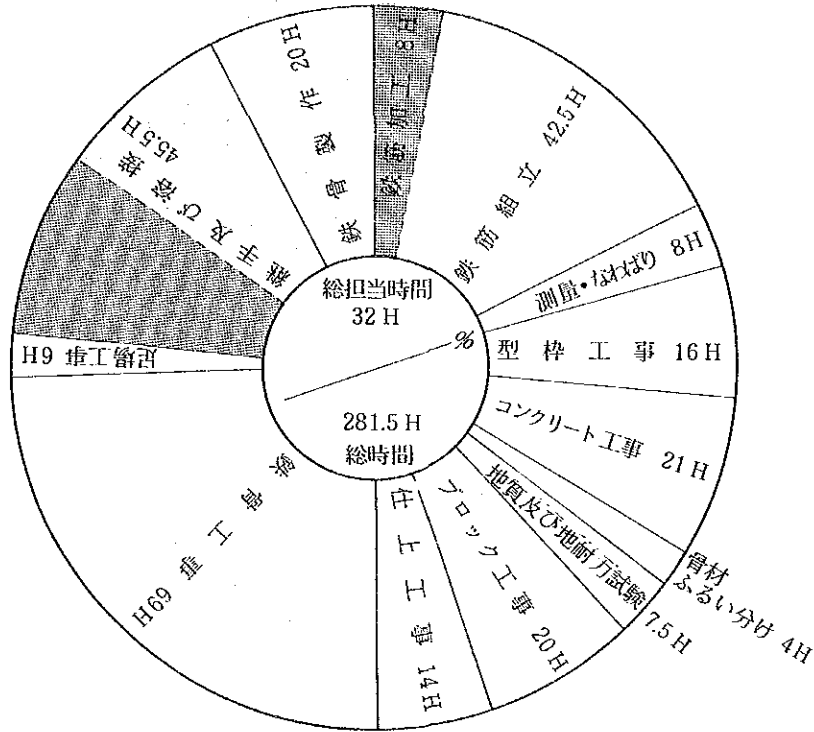 鉄筋加工 8H
鉄筋組立 42.5H
測量・なわばり 8H
型枠工事 16H
コンクリート工事 21H
骨材
ふるい分け 4H
地質及び地耐力試験 7.5H
ブロック工事 20H
仕上工事 14H
鉄骨工事 69H
足場工事 6H
継手及び溶接 45.5H
鉄骨製作 20H
総担当時間
32H
%
281.5H
総時間